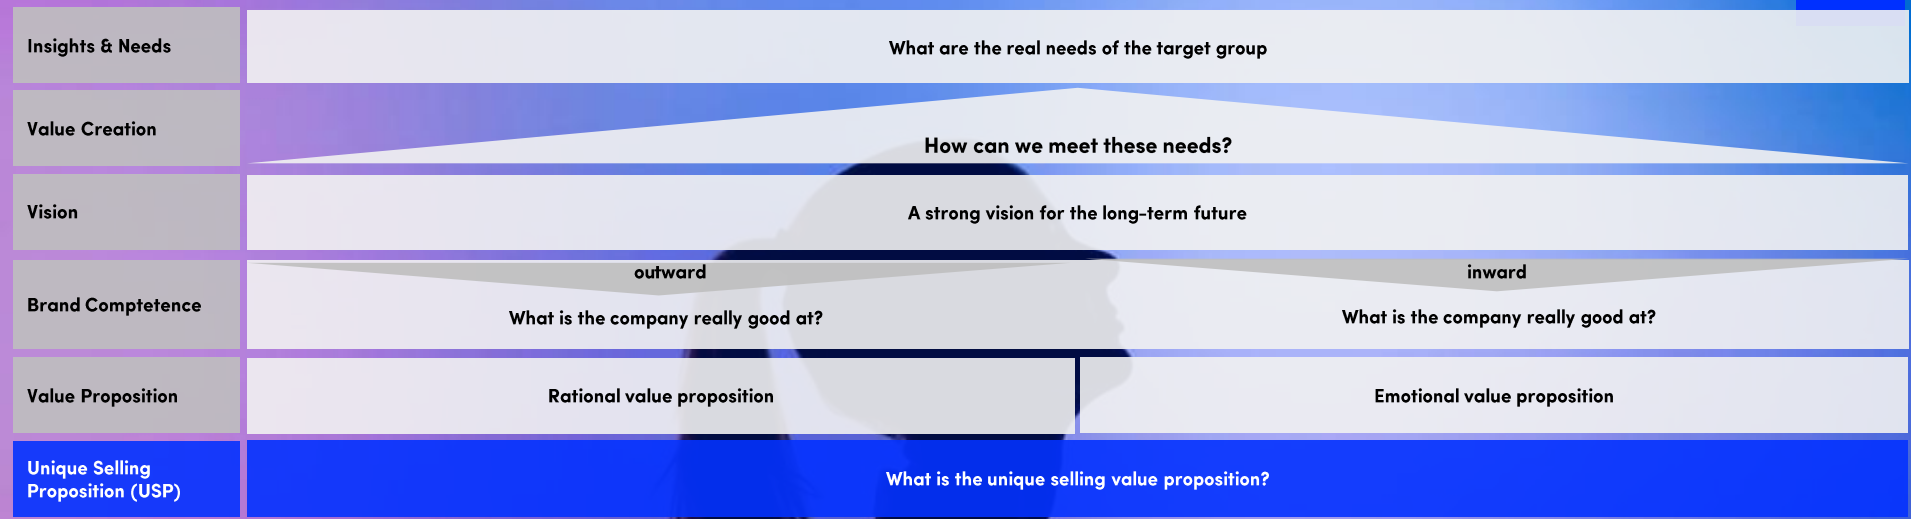 Insights & Needs
What are the real needs of the target group
Value Creation
How can we meet these needs?
Vision
A strong vision for the long-term future
Brand Comptetence
outward
What is the company really good at?
inward
What is the company really good at?
Value Proposition
Rational value proposition
Emotional value proposition
Unique Selling
Proposition (USP)
What is the unique selling value proposition?